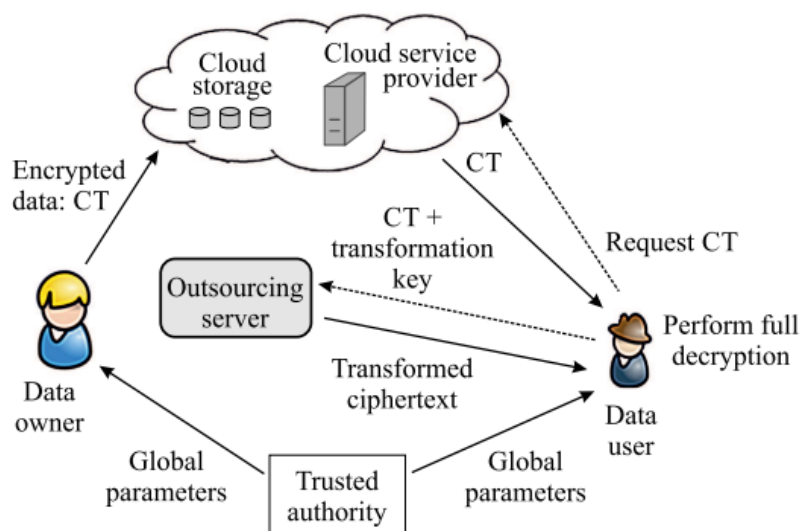 Cloud
storage
Cloud service
provider
Encrypted
data: CT
CT
CT +
transformation
key
Request CT
Outsourcing
server
Perform full
decryption
Transformed
ciphertext
Data
owner
Data
user
Global
parameters
Trusted
authority
Global
parameters